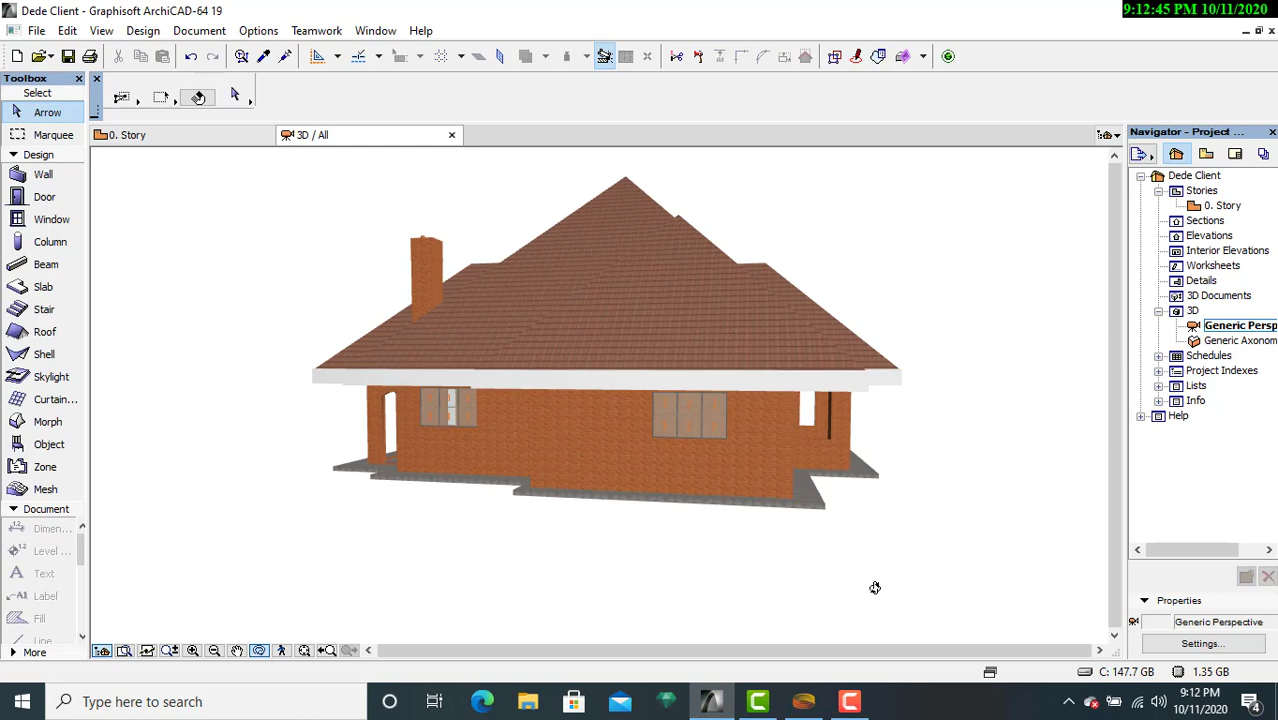 Dede Client - Graphisoft ArchiCAD-64 19
9:12:45 PM 10/11/2020
File Edit View Design Document Options Teamwork Window Help
Toolbox
Select
Arrow
Marquee
Design
Wall
Door
Window
Column
Beam
Slab
Stair
Roof
Shell
Skylight
Curtain...
Morph
Object
Zone
Mesh
Document
Dimen...
Level ...
Text
Label
Fill
Line
More
0. Story
3D / All
Navigator - Project ...
Dede Client
Stories
0. Story
Sections
Elevations
Interior Elevations
Worksheets
Details
3D Documents
3D
Generic Persp
Generic Axonom
Schedules
Project Indexes
Lists
Info
Help
Properties
Generic Perspective
Settings...
C: 147.7 GB
1.35 GB
Type here to search
9:12 PM
10/11/2020
4